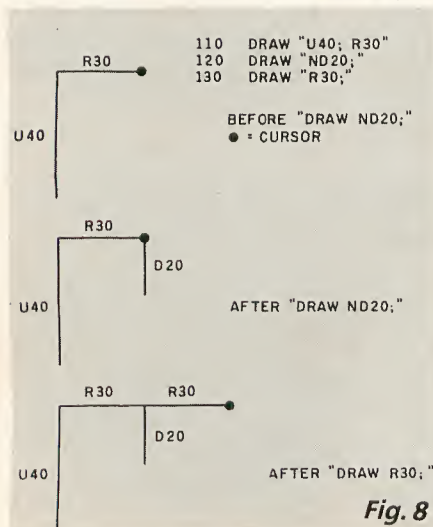 110 DRAW "U40; R30"
120 DRAW "ND20;"
130 DRAW "R30;"
R30
U40
BEFORE "DRAW ND20;"
● = CURSOR
R30
D20
U40
AFTER "DRAW ND20;"
R30 R30
D20
U40
AFTER "DRAW R30;"
Fig. 8